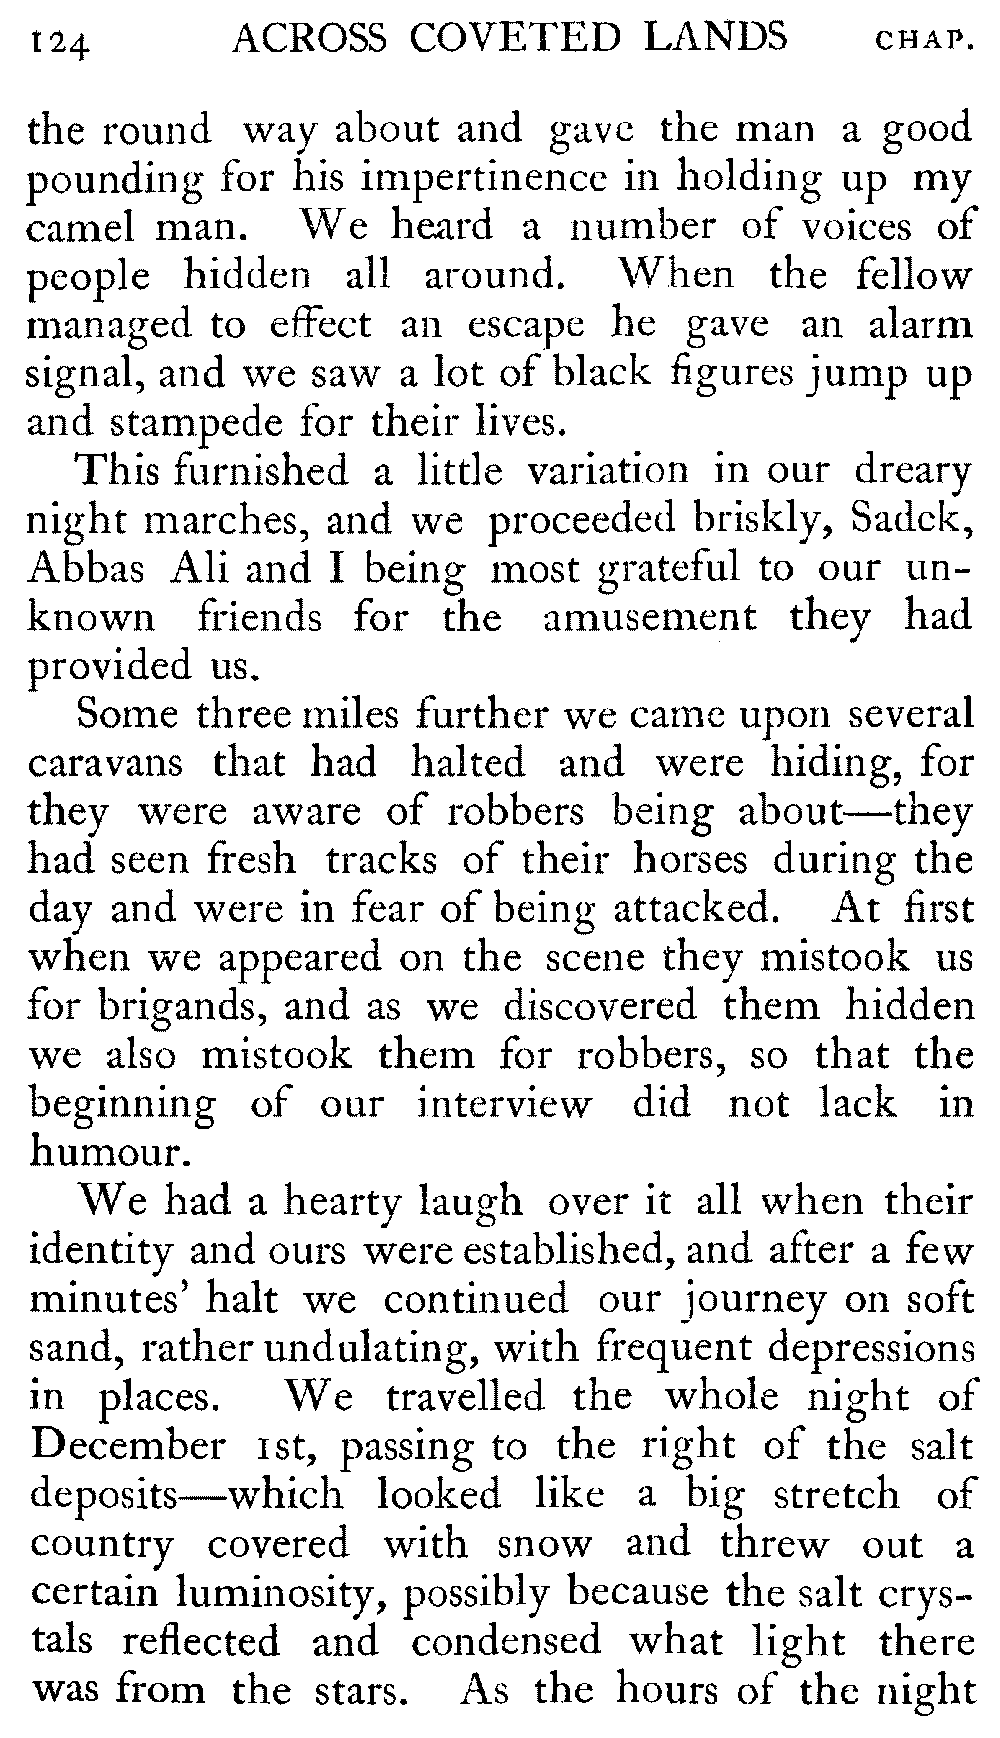 124 ACROSS COVETED LANDS CHAP.
the round way about and gave the man a good
pounding for his impertinence in holding up my
camel man. We heard a number of voices of
people hidden all around. When the fellow
managed to effect an escape he gave an alarm
signal, and we saw a lot of black figures jump up
and stampede for their lives.
This furnished a little variation in our dreary
night marches, and we proceeded briskly, Sadek,
Abbas Ali and I being most grateful to our un-
known friends for the amusement they had
provided us.
Some three miles further we came upon several
caravans that had halted and were hiding, for
they were aware of robbers being about—they
had seen fresh tracks of their horses during the
day and were in fear of being attacked. At first
when we appeared on the scene they mistook us
for brigands, and as we discovered them hidden
we also mistook them for robbers, so that the
beginning of our interview did not lack in
humour.
We had a hearty laugh over it all when their
identity and ours were established, and after a few
minutes' halt we continued our journey on soft
sand, rather undulating, with frequent depressions
in places. We travelled the whole night of
December 1st, passing to the right of the salt
deposits—which looked like a big stretch of
country covered with snow and threw out a
certain luminosity, possibly because the salt crys-
tals reflected and condensed what light there
was from the stars. As the hours of the night